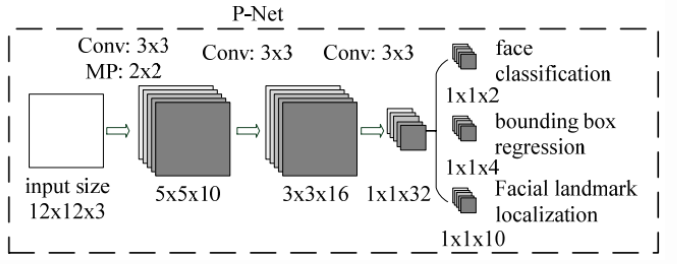 P-Net
Conv: 3x3
MP: 2x2
Conv: 3x3
Conv: 3x3
input size
12x12x3
5x5x10
3x3x16
1x1x32
face
classification
1x1x2
bounding box
regression
1x1x4
Facial landmark
localization
1x1x10